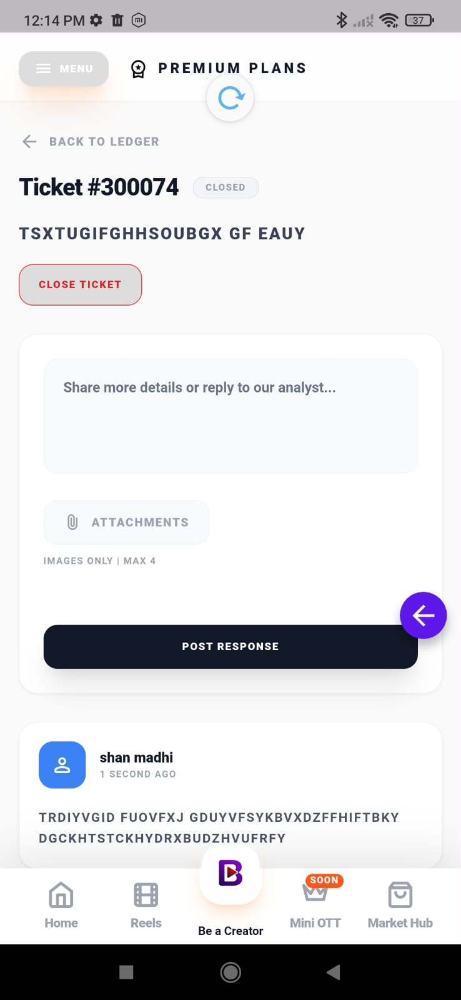 12:14 PM
37
MENU
PREMIUM PLANS
BACK TO LEDGER
Ticket #300074
CLOSED
TSXTUGIFGHHSOUBGX GF EAUY
CLOSE TICKET
Share more details or reply to our analyst...
ATTACHMENTS
IMAGES ONLY | MAX 4
POST RESPONSE
shan madhi
1 SECOND AGO
TRDIYVGID FUOVFXJ GDUYVFSYKBVXDZFFHIFTBKY
DGCKHTSTCKHYDRXBUDZHVUFRFY
SOON
Home
Reels
Be a Creator
Mini OTT
Market Hub